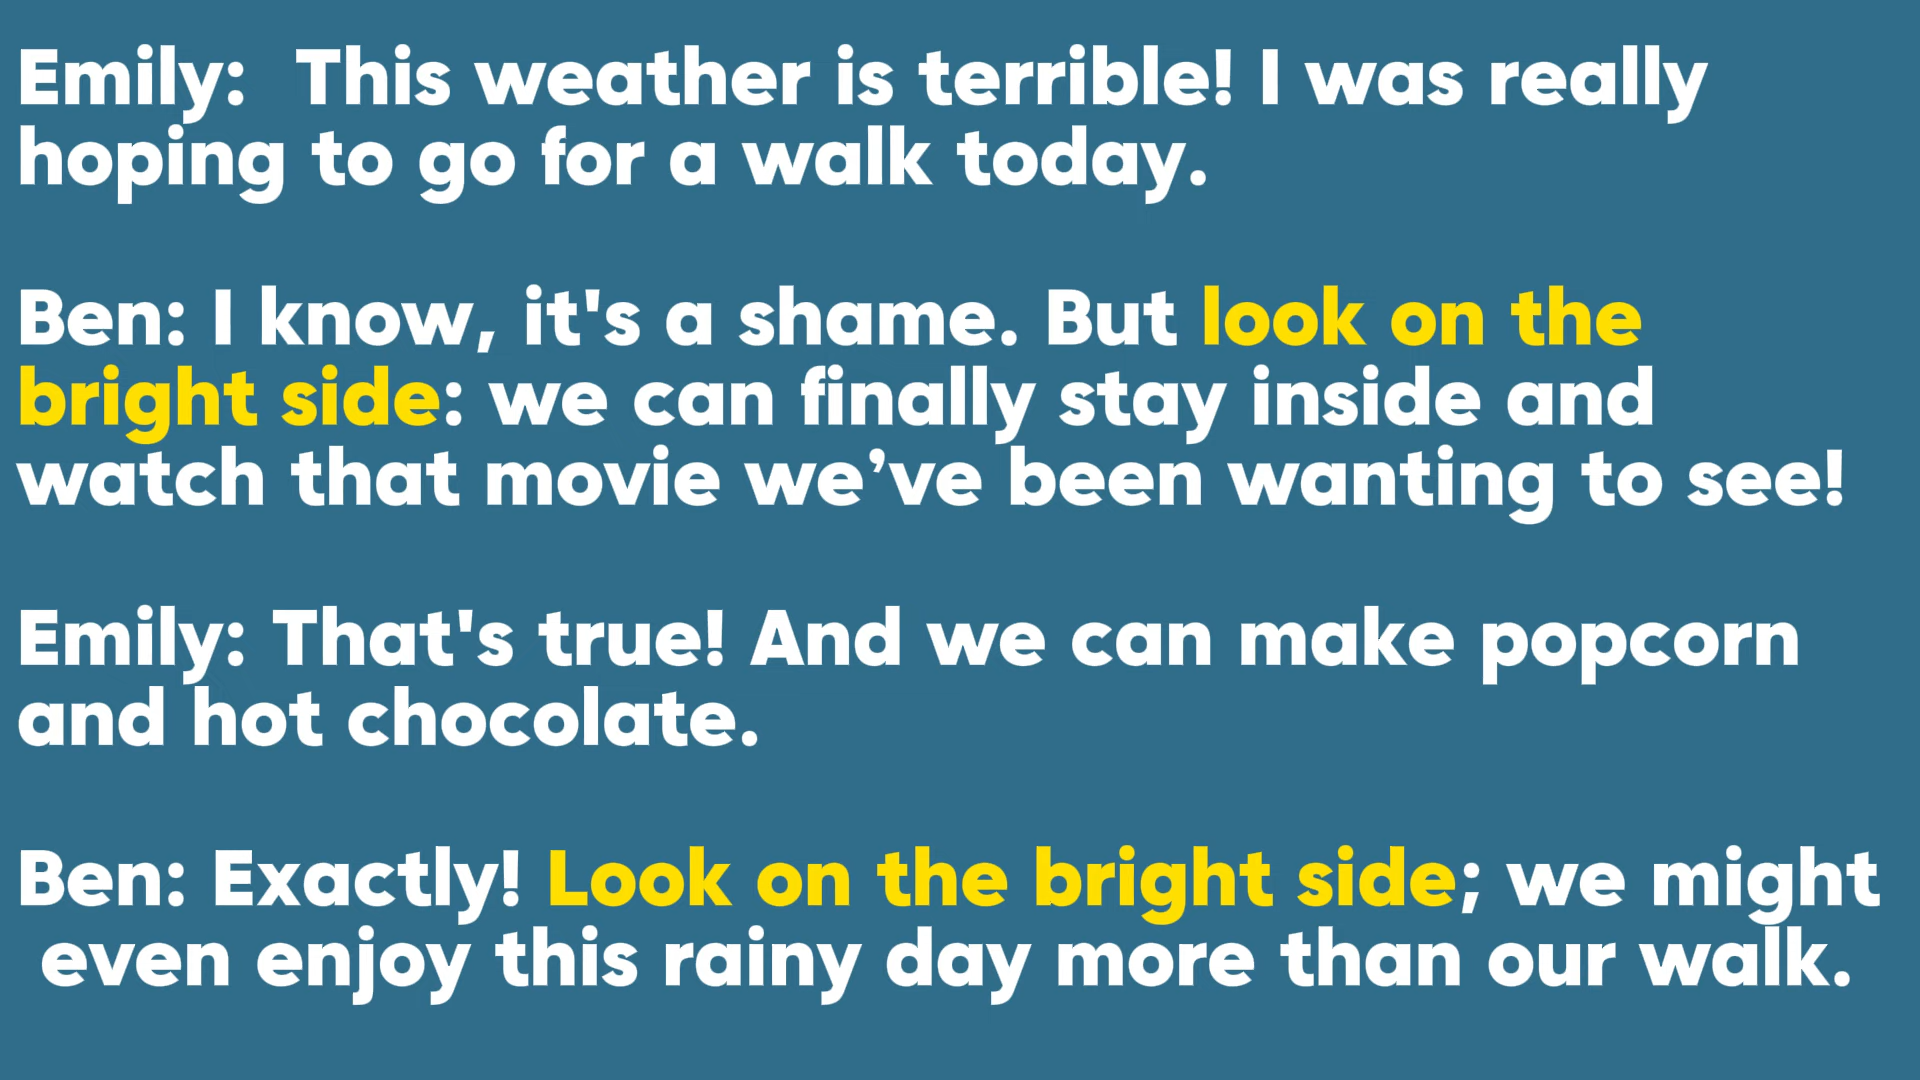 Emily:  This weather is terrible! I was really
hoping to go for a walk today.
Ben: I know, it's a shame. But look on the
bright side: we can finally stay inside and
watch that movie we’ve been wanting to see!
Emily: That's true! And we can make popcorn
and hot chocolate.
Ben: Exactly! Look on the bright side; we might
even enjoy this rainy day more than our walk.